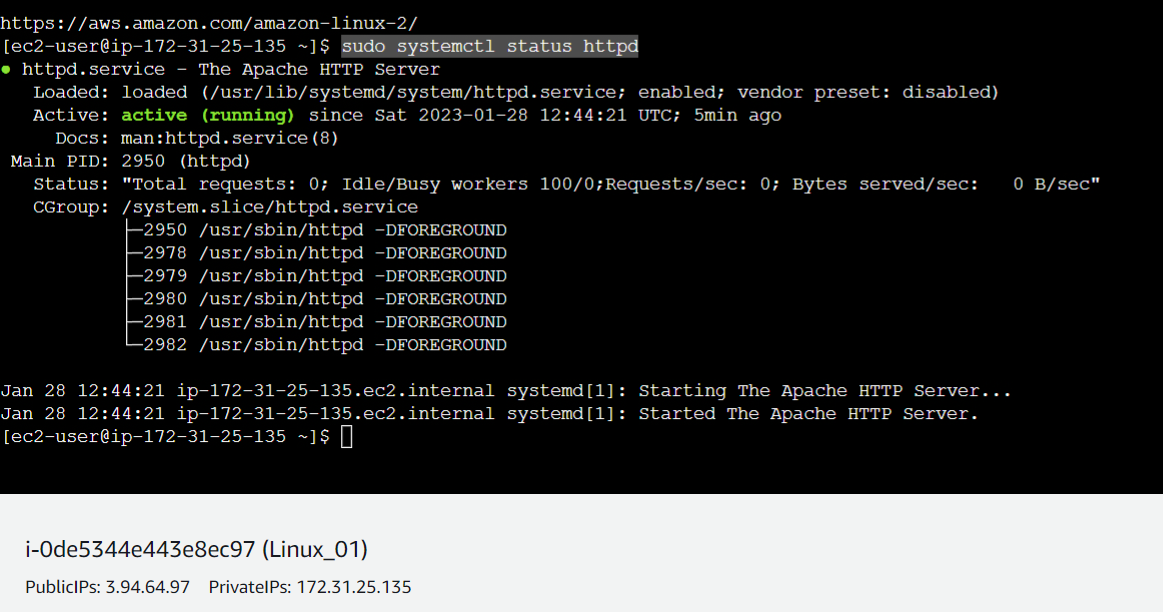 https://aws.amazon.com/amazon-linux-2/
[ec2-user@ip-172-31-25-135 ~]$ sudo systemctl status httpd
● httpd.service - The Apache HTTP Server
   Loaded: loaded (/usr/lib/systemd/system/httpd.service; enabled; vendor preset: disabled)
   Active: active (running) since Sat 2023-01-28 12:44:21 UTC; 5min ago
     Docs: man:httpd.service(8)
 Main PID: 2950 (httpd)
   Status: "Total requests: 0; Idle/Busy workers 100/0;Requests/sec: 0; Bytes served/sec:   0 B/sec"
   CGroup: /system.slice/httpd.service
           ├─2950 /usr/sbin/httpd -DFOREGROUND
           ├─2978 /usr/sbin/httpd -DFOREGROUND
           ├─2979 /usr/sbin/httpd -DFOREGROUND
           ├─2980 /usr/sbin/httpd -DFOREGROUND
           ├─2981 /usr/sbin/httpd -DFOREGROUND
           └─2982 /usr/sbin/httpd -DFOREGROUND
Jan 28 12:44:21 ip-172-31-25-135.ec2.internal systemd[1]: Starting The Apache HTTP Server...
Jan 28 12:44:21 ip-172-31-25-135.ec2.internal systemd[1]: Started The Apache HTTP Server.
[ec2-user@ip-172-31-25-135 ~]$
i-0de5344e443e8ec97 (Linux_01)
PublicIPs: 3.94.64.97   PrivateIPs: 172.31.25.135